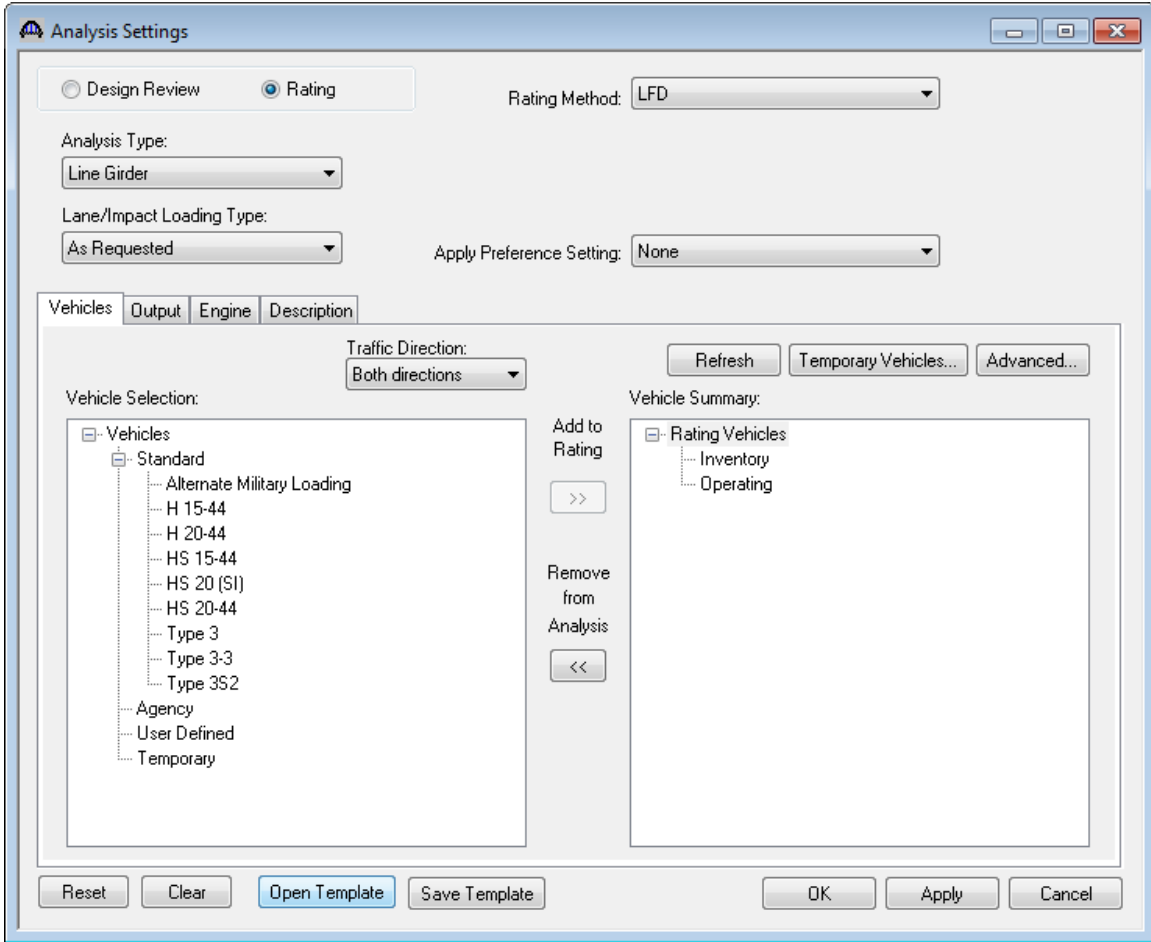 Analysis Settings
Design Review
Rating
Rating Method: LFD
Analysis Type:
Line Girder
Lane/Impact Loading Type:
As Requested
Apply Preference Setting: None
Vehicles Output Engine Description
Traffic Direction:
Both directions
Refresh Temporary Vehicles... Advanced...
Vehicle Selection:
Vehicles
Standard
Alternate Military Loading
H 15-44
H 20-44
HS 15-44
HS 20 (SI)
HS 20-44
Type 3
Type 3-3
Type 3S2
Agency
User Defined
Temporary
Add to
Rating
>>
Remove
from
Analysis
<<
Vehicle Summary:
Rating Vehicles
Inventory
Operating
Reset Clear Open Template Save Template OK Apply Cancel